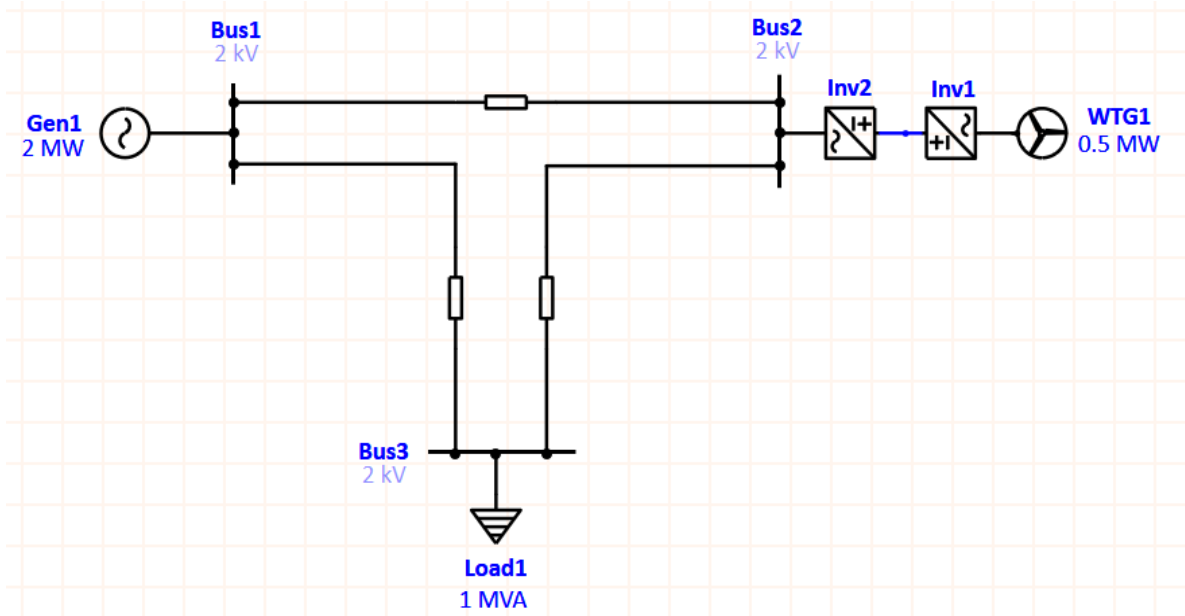 Bus1
2 kV
Bus2
2 kV
Inv2
Inv1
Gen1
2 MW
WTG1
0.5 MW
Bus3
2 kV
Load1
1 MVA